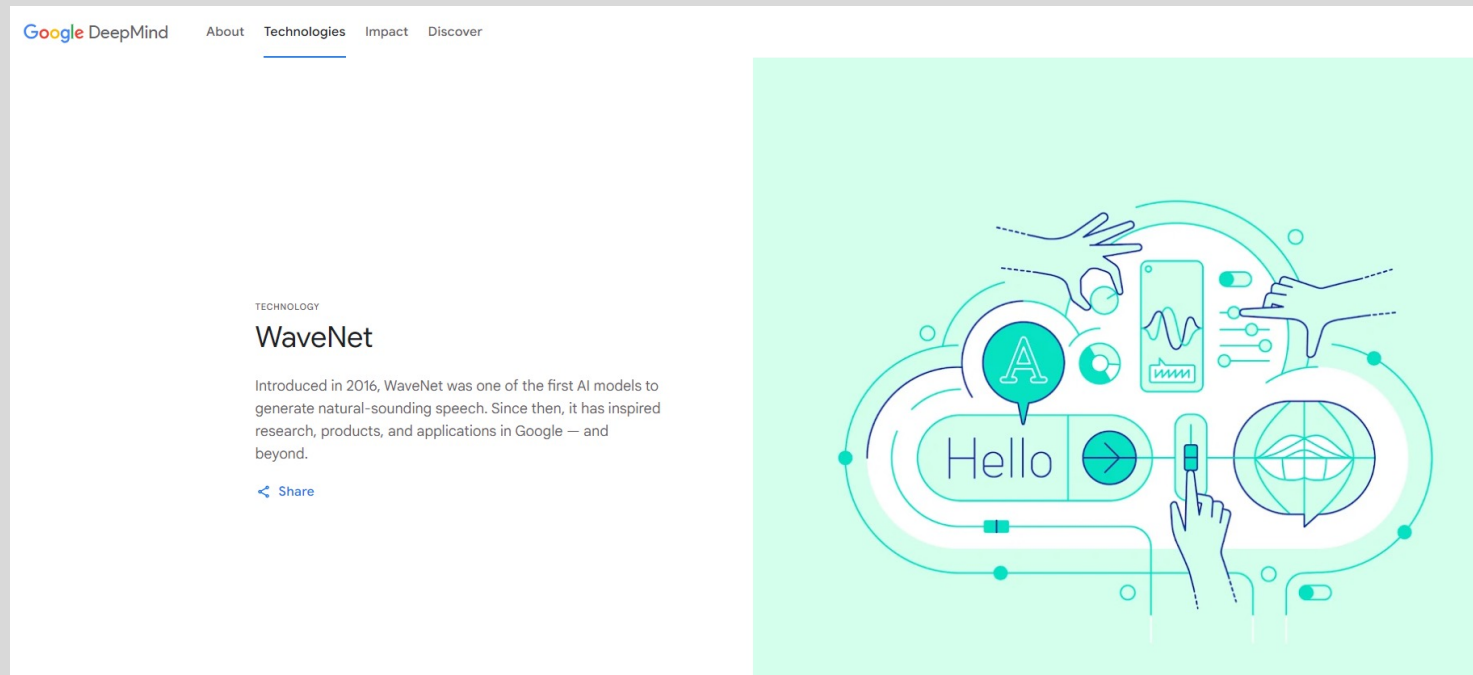 Google DeepMind
About
Technologies
Impact
Discover
TECHNOLOGY
WaveNet
Introduced in 2016, WaveNet was one of the first AI models to
generate natural-sounding speech. Since then, it has inspired
research, products, and applications in Google — and
beyond.
Share
A
Hello